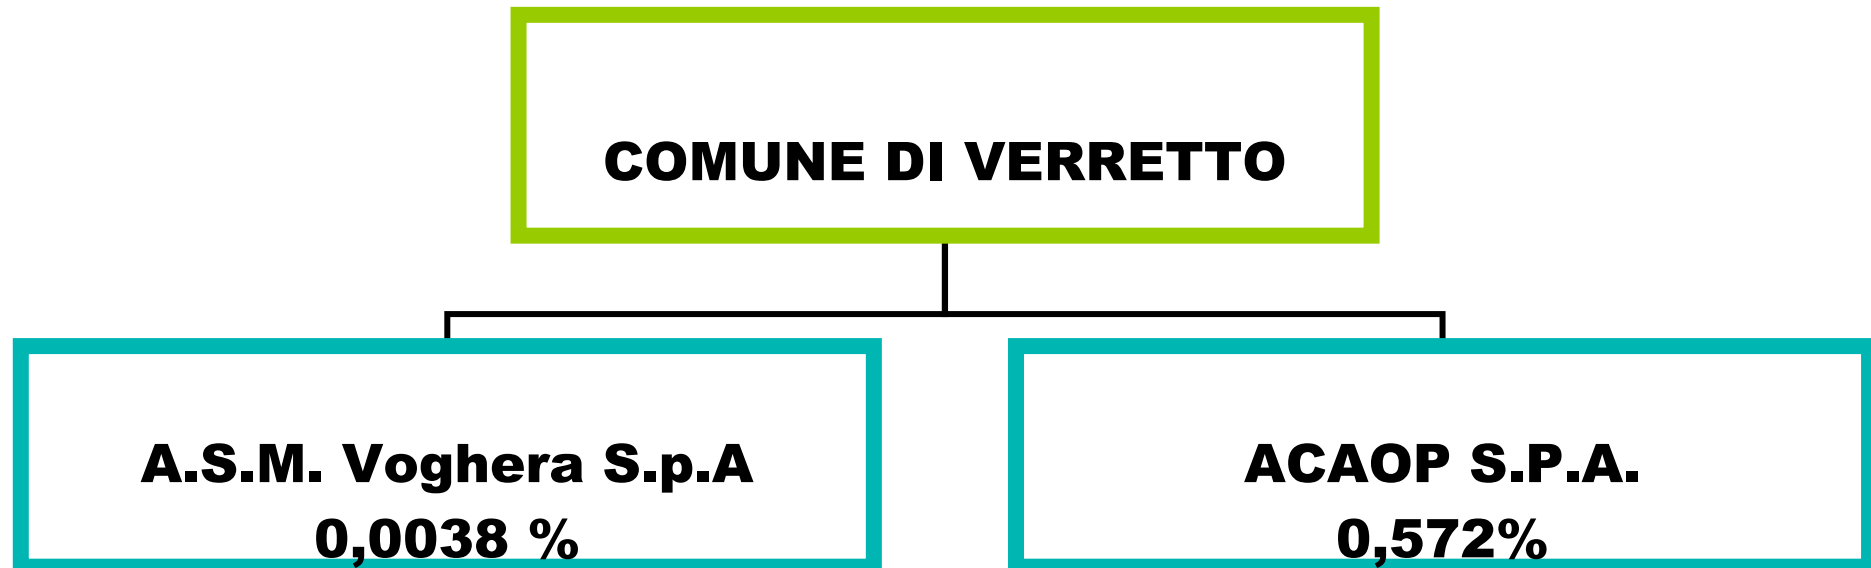 COMUNE DI VERRETTO
A.S.M. Voghera S.p.A
0,0038 %
ACAOP S.P.A.
0,572%